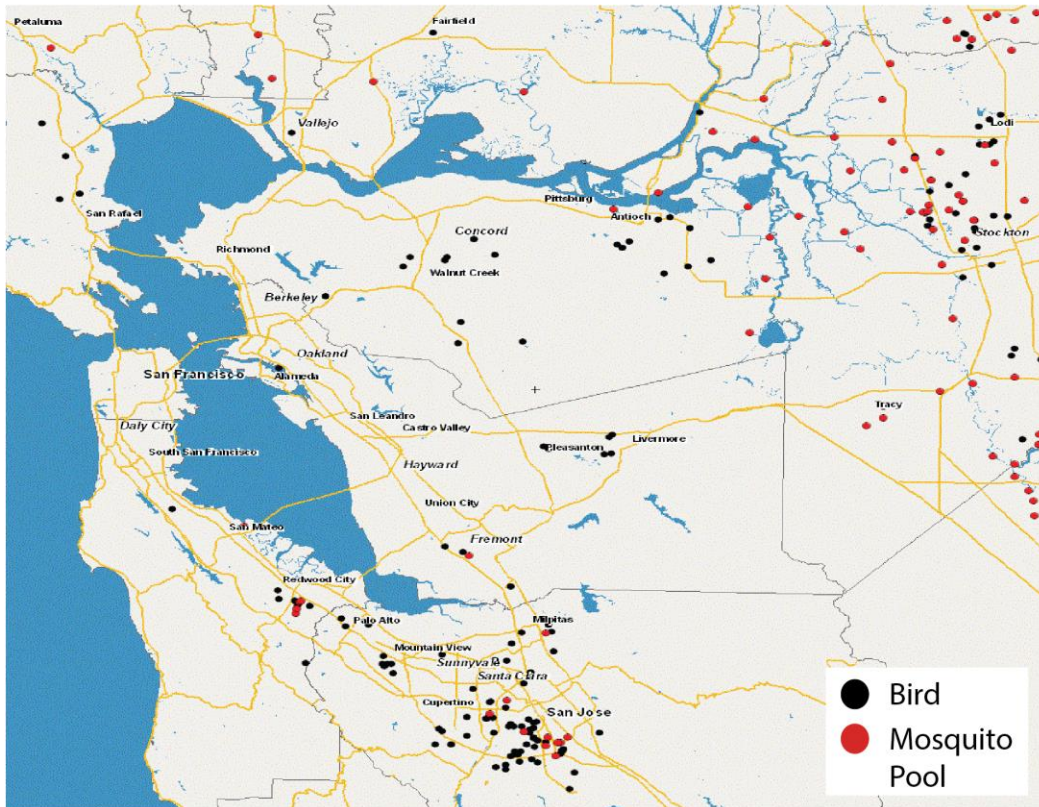 Petaluma
Fairfield
Vallejo
Lodi
San Rafael
Pittsburg
Antioch
Concord
Stockton
Richmond
Walnut Creek
Berkeley
Oakland
San Francisco
Alameda
San Leandro
Tracy
Daly City
Castro Valley
Livermore
South San Francisco
Pleasanton
Hayward
Union City
San Mateo
Fremont
Redwood City
Palo Alto
Milpitas
Mountain View
Sunnyvale
Santa Clara
Cupertino
San Jose
Bird
Mosquito
Pool